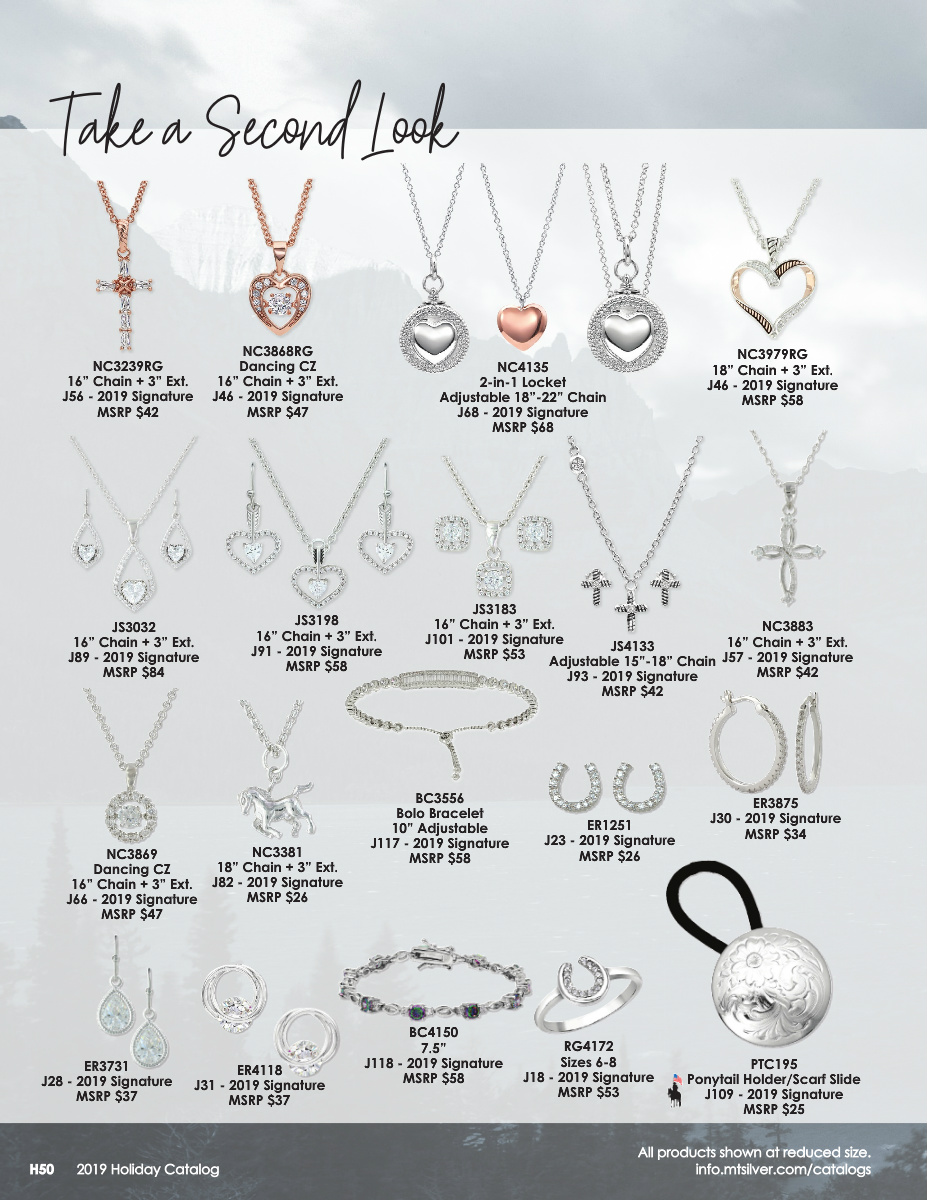 Take a Second Look
NC3239RG
16” Chain + 3” Ext.
J56 - 2019 Signature
MSRP $42
NC3868RG
Dancing CZ
16” Chain + 3” Ext.
J46 - 2019 Signature
MSRP $47
NC4135
2-in-1 Locket
Adjustable 18”-22” Chain
J68 - 2019 Signature
MSRP $68
NC3979RG
18” Chain + 3” Ext.
J46 - 2019 Signature
MSRP $58
JS3032
16” Chain + 3” Ext.
J89 - 2019 Signature
MSRP $84
JS3198
16” Chain + 3” Ext.
J91 - 2019 Signature
MSRP $58
JS3183
16” Chain + 3” Ext.
J101 - 2019 Signature
MSRP $53
JS4133
Adjustable 15”-18” Chain
J93 - 2019 Signature
MSRP $42
NC3883
16” Chain + 3” Ext.
J57 - 2019 Signature
MSRP $42
NC3869
Dancing CZ
16” Chain + 3” Ext.
J66 - 2019 Signature
MSRP $47
NC3381
18” Chain + 3” Ext.
J82 - 2019 Signature
MSRP $26
BC3556
Bolo Bracelet
10” Adjustable
J117 - 2019 Signature
MSRP $58
ER1251
J23 - 2019 Signature
MSRP $26
ER3875
J30 - 2019 Signature
MSRP $34
ER3731
J28 - 2019 Signature
MSRP $37
ER4118
J31 - 2019 Signature
MSRP $37
BC4150
7.5”
J118 - 2019 Signature
MSRP $58
RG4172
Sizes 6-8
J18 - 2019 Signature
MSRP $53
PTC195
Ponytail Holder/Scarf Slide
J109 - 2019 Signature
MSRP $25
H50 2019 Holiday Catalog
All products shown at reduced size.
info.mtsilver.com/catalogs